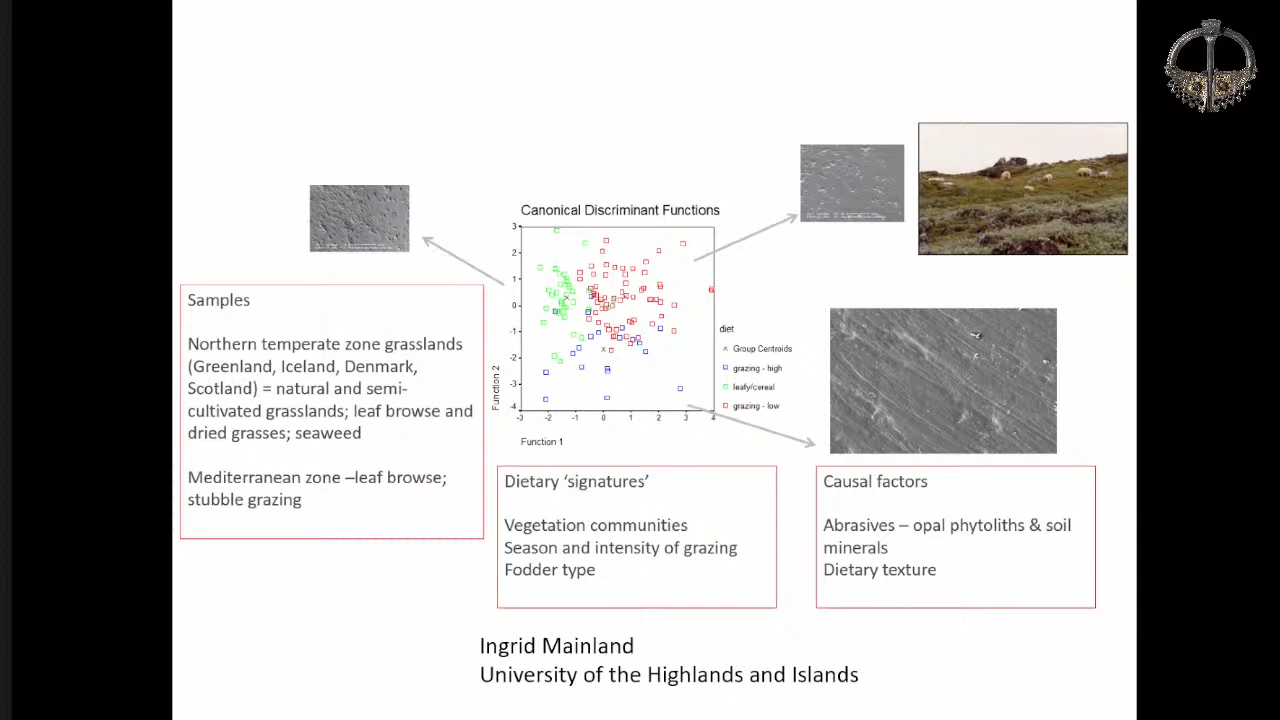 Canonical Discriminant Functions
3
2
1
0
-1
-2
-3
-4
-3
-2
-1
0
1
2
3
4
Function 2
Function 1
diet
Group Centroids
grazing - high
leafy/cereal
grazing - low
Samples
Northern temperate zone grasslands
(Greenland, Iceland, Denmark,
Scotland) = natural and semi-
cultivated grasslands; leaf browse and
dried grasses; seaweed
Mediterranean zone –leaf browse;
stubble grazing
Dietary ‘signatures’
Vegetation communities
Season and intensity of grazing
Fodder type
Causal factors
Abrasives – opal phytoliths & soil
minerals
Dietary texture
Ingrid Mainland
University of the Highlands and Islands